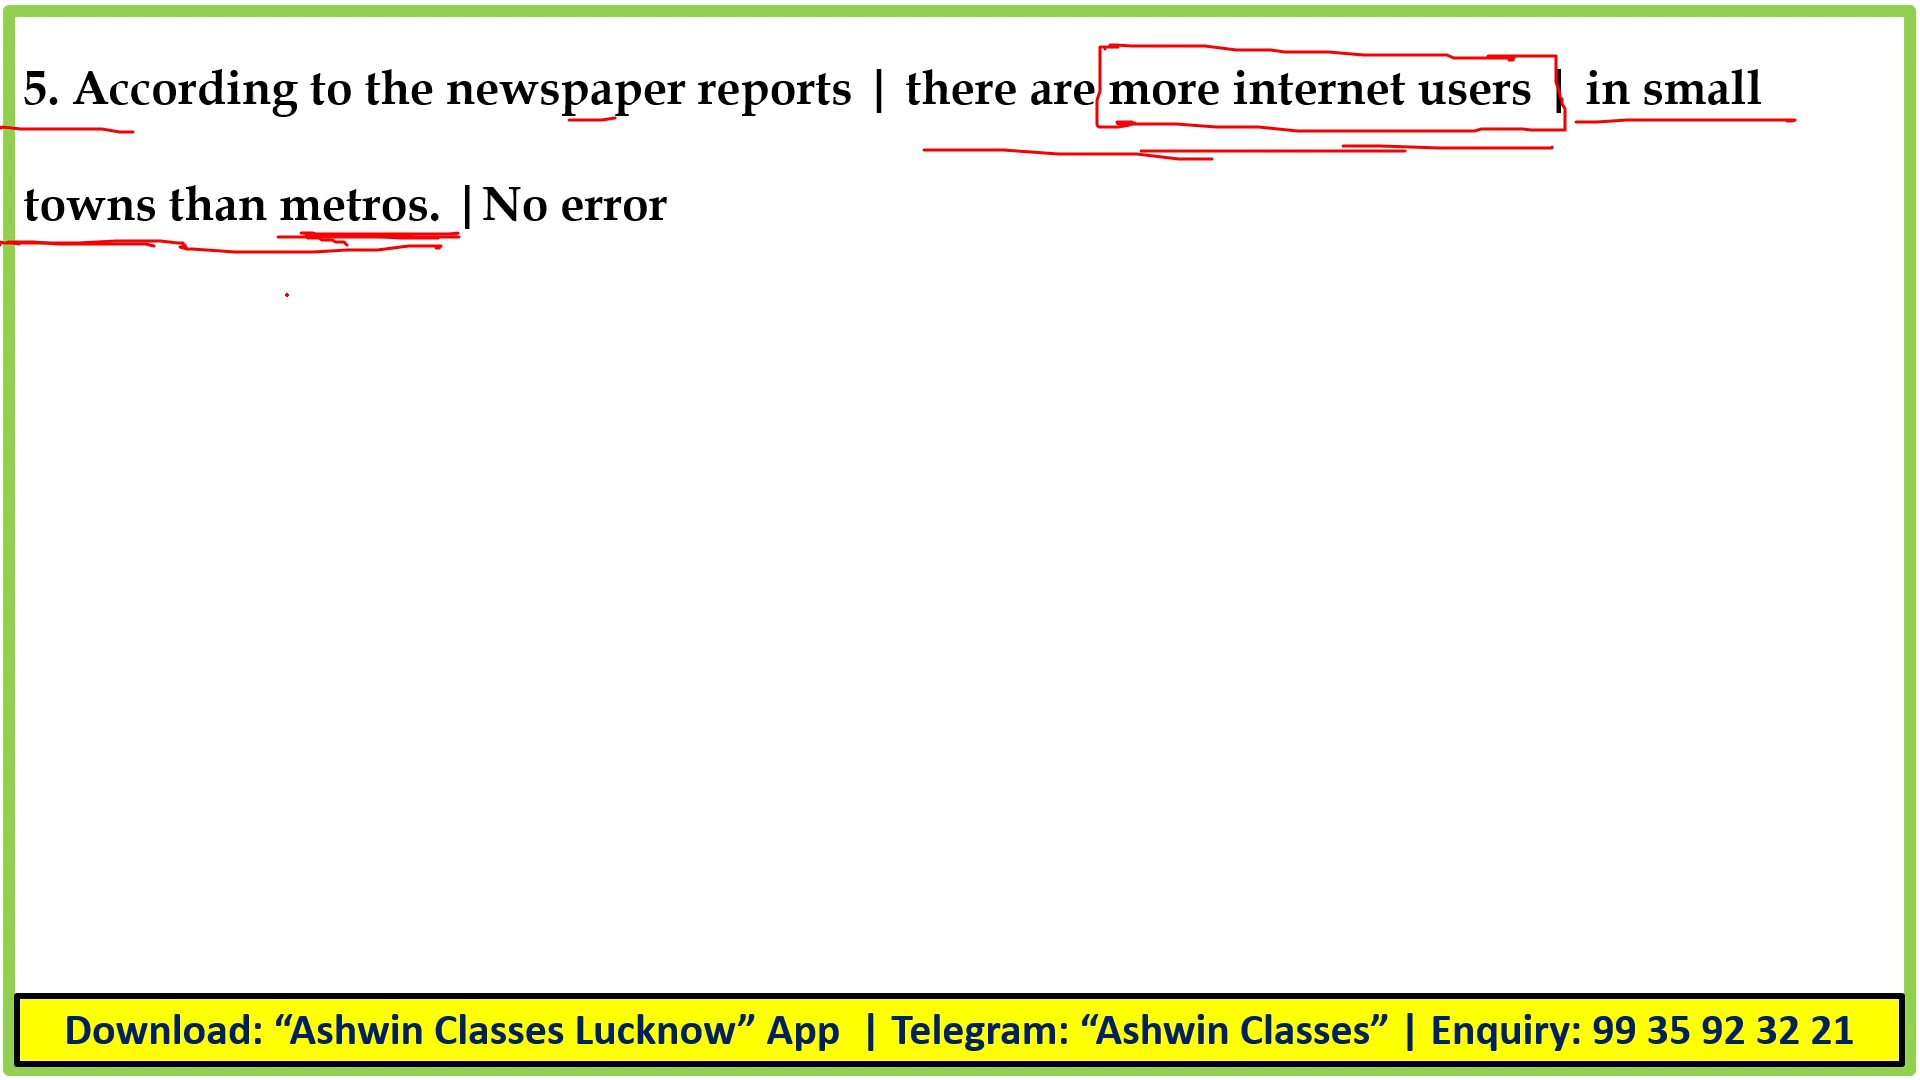 5. According to the newspaper reports | there are more internet users | in small
towns than metros. |No error
Download: “Ashwin Classes Lucknow” App | Telegram: “Ashwin Classes” | Enquiry: 99 35 92 32 21